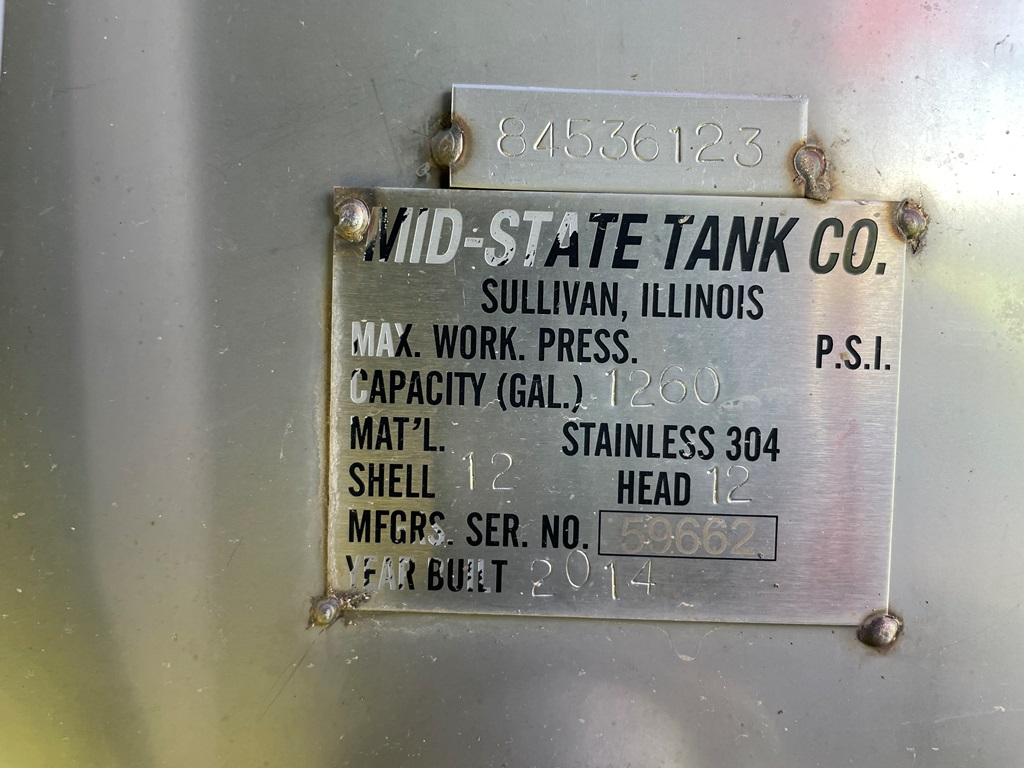 84536123
MID-STATE TANK CO.
SULLIVAN, ILLINOIS
MAX. WORK. PRESS. P.S.I.
CAPACITY (GAL.) 1260
MAT'L. STAINLESS 304
SHELL 12 HEAD 12
MFGRS. SER. NO. 59662
YEAR BUILT 2014